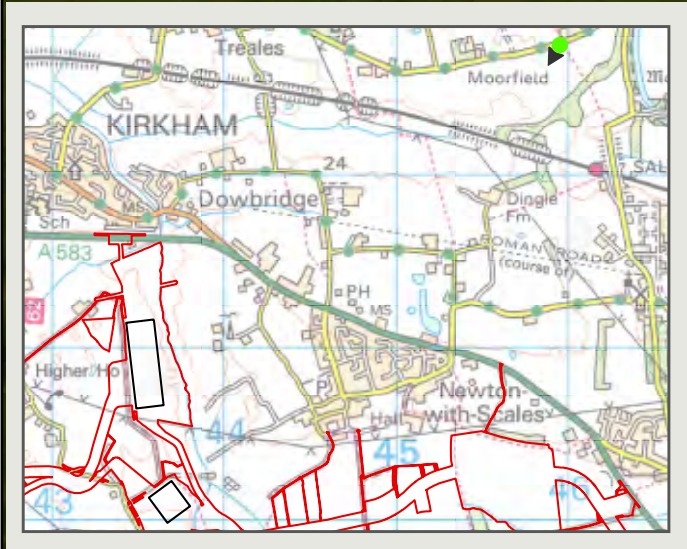 Treales
Moorfield
KIRKHAM
24
SAL
MS
Dowbridge
Dingle
Fm
Sch
A 583
ROMAN ROAD
(course of)
PH
MS
62
Higher Ho
P
Newton-
with-Scales
Hall
44
45
43
46